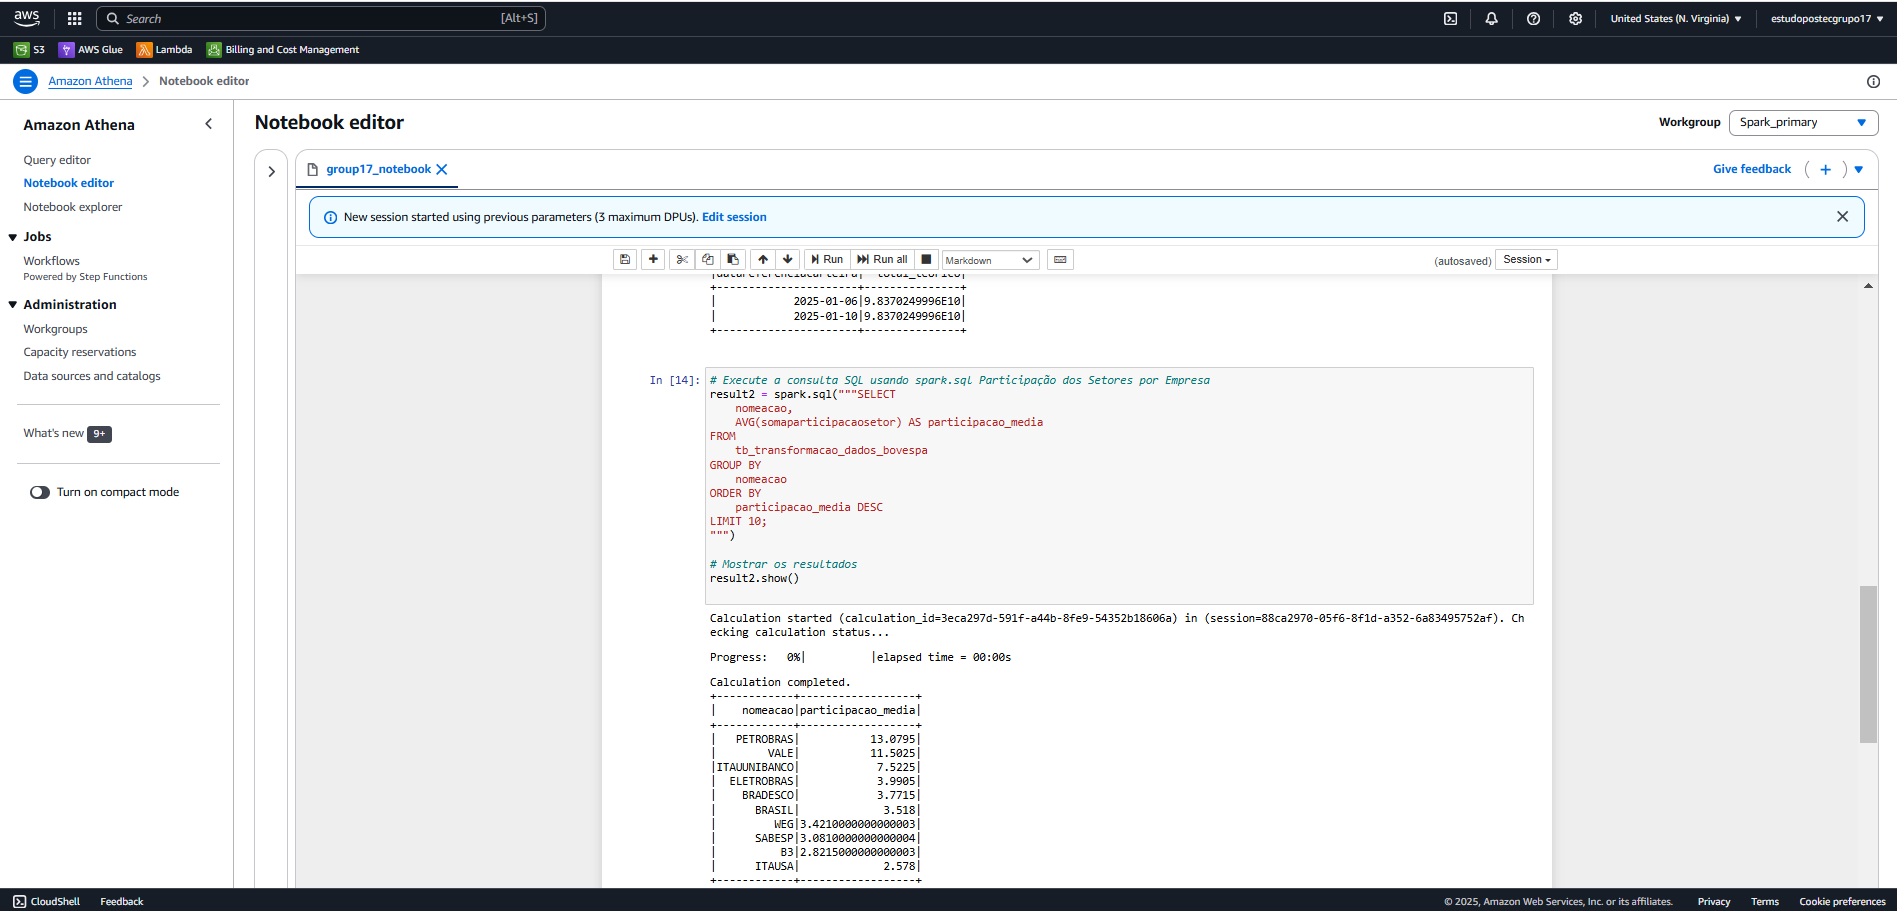 aws
Search
[Alt+S]
United States (N. Virginia)
estudopostecgrupo17
S3
AWS Glue
Lambda
Billing and Cost Management
Amazon Athena
Notebook editor
Amazon Athena
Query editor
Notebook editor
Notebook explorer
Jobs
Workflows
Powered by Step Functions
Administration
Workgroups
Capacity reservations
Data sources and catalogs
What's new 9+
Turn on compact mode
Notebook editor
Workgroup
Spark_primary
group17_notebook
Give feedback
New session started using previous parameters (3 maximum DPUs). Edit session
Run
Run all
Markdown
(autosaved)
Session
|datareferenciacarteira| total_teorico|
+----------------------+---------------+
|            2025-01-06|9.8370249996E10|
|            2025-01-10|9.8370249996E10|
+----------------------+---------------+
In [14]:
# Execute a consulta SQL usando spark.sql Participação dos Setores por Empresa
result2 = spark.sql("""SELECT
    nomeacao,
    AVG(somaparticipacaosetor) AS participacao_media
FROM
    tb_transformacao_dados_bovespa
GROUP BY
    nomeacao
ORDER BY
    participacao_media DESC
LIMIT 10;
""")
# Mostrar os resultados
result2.show()
Calculation started (calculation_id=3eca297d-591f-a44b-8fe9-54352b18606a) in (session=88ca2970-05f6-8f1d-a352-6a83495752af). Ch
ecking calculation status...
Progress:   0%|          |elapsed time = 00:00s
Calculation completed.
+------------+------------------+
|    nomeacao|participacao_media|
+------------+------------------+
|   PETROBRAS|           13.0795|
|        VALE|           11.5025|
|ITAUUNIBANCO|            7.5225|
|  ELETROBRAS|            3.9905|
|    BRADESCO|            3.7715|
|      BRASIL|             3.518|
|         WEG|3.4210000000000003|
|      SABESP|3.0810000000000004|
|          B3|2.8215000000000003|
|      ITAUSA|             2.578|
+------------+------------------+
CloudShell
Feedback
© 2025, Amazon Web Services, Inc. or its affiliates.
Privacy
Terms
Cookie preferences